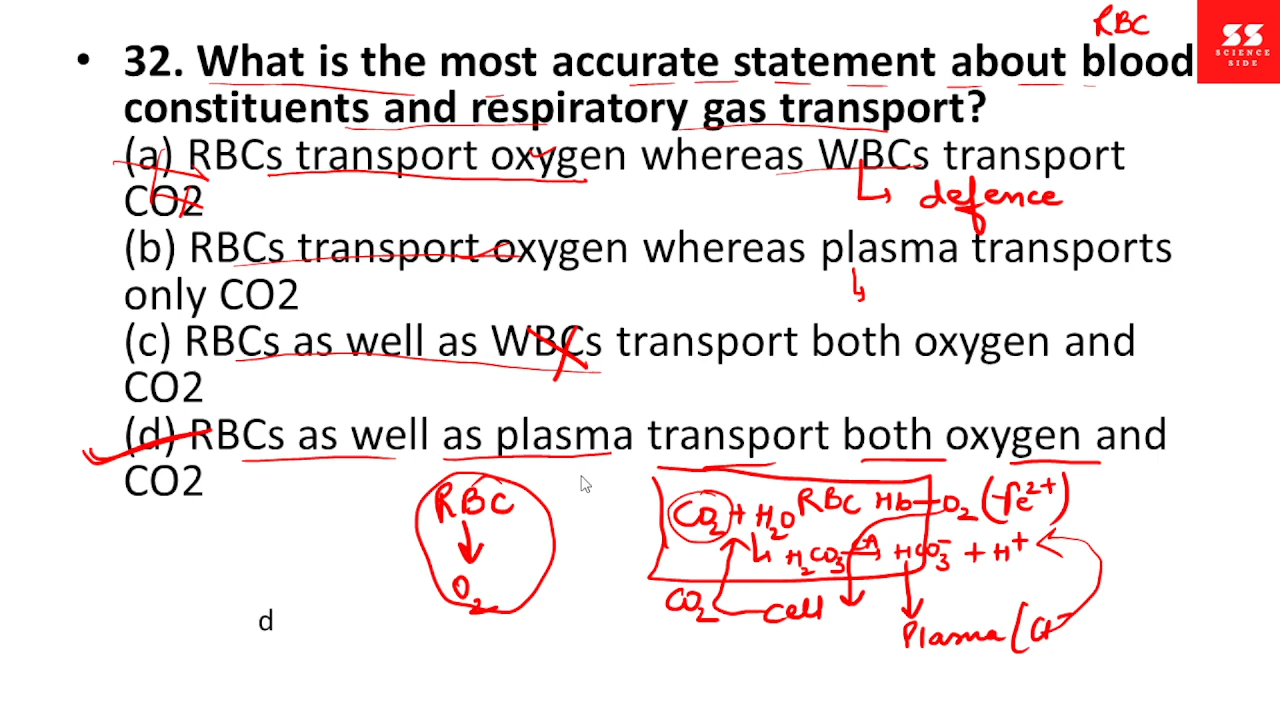 RBC
SS
SCIENCE
SIDE
• 32. What is the most accurate statement about blood
constituents and respiratory gas transport?
(a) RBCs transport oxygen whereas WBCs transport
CO2
defence
(b) RBCs transport oxygen whereas plasma transports
only CO2
(c) RBCs as well as WBCs transport both oxygen and
CO2
(d) RBCs as well as plasma transport both oxygen and
CO2
RBC
O2
CO2 + H2O RBC Hb - O2 (Fe2+)
H2CO3 → HCO3- + H+
CO2 Cell
Plasma
d